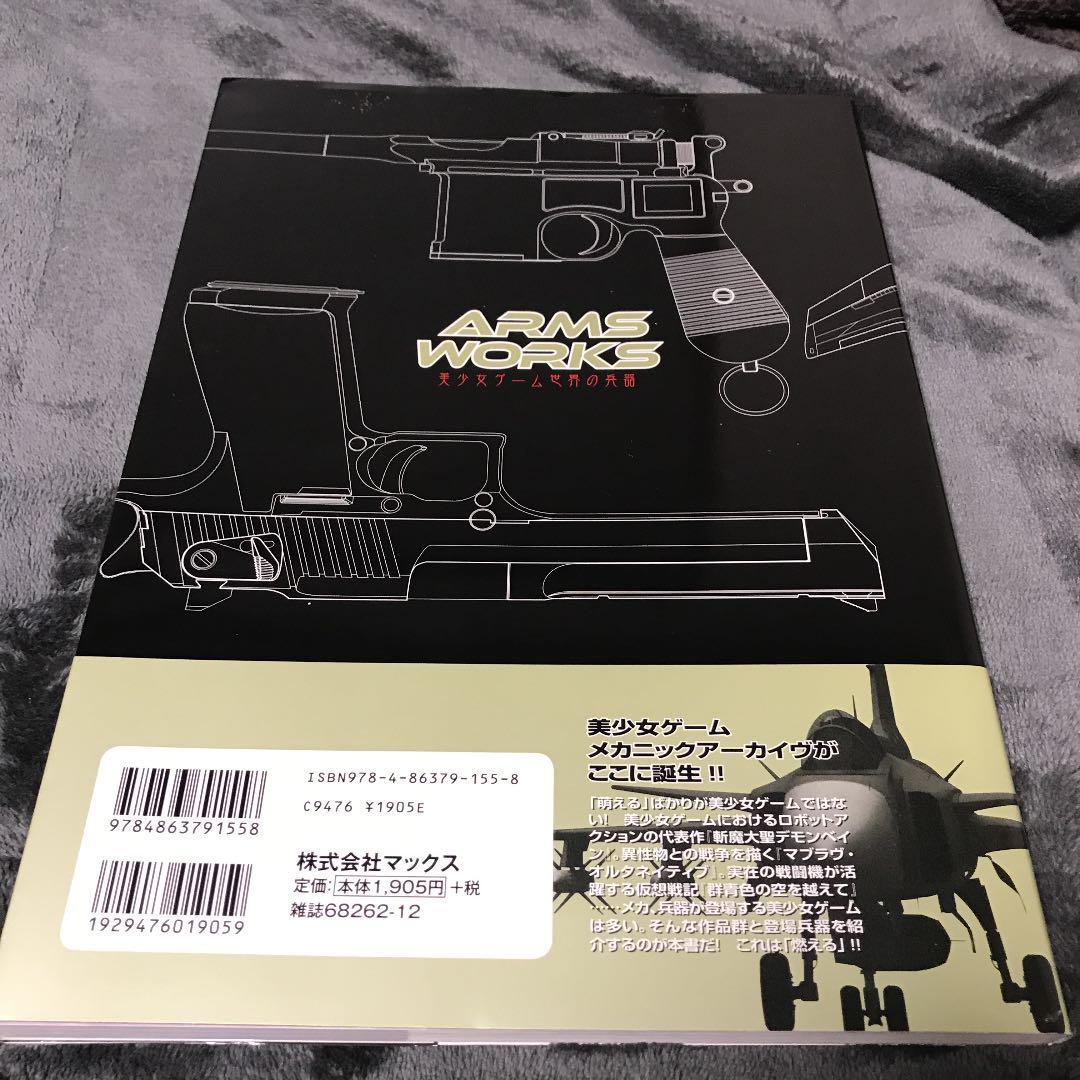 ARMS
WORKS
美少女ゲーム世界の兵器
美少女ゲーム
メカニックアーカイヴが
ここに誕生!!
「萌える」ばかりが美少女ゲームではな
い! 美少女ゲームにおけるロボットア
クションの代表作『斬魔大聖デモンベイ
ン』。異性物との戦争を描く『マブラヴ・
オルタネイティブ』。実在の戦闘機が活
躍する仮想戦記『群青色の空を越えて』
……メカ、兵器が登場する美少女ゲーム
は多い。そんな作品群と登場兵器を紹
介するのが本書だ! これは「燃える」!!
ISBN978-4-86379-155-8
C9476 ¥1905E
9784863791558
株式会社マックス
定価:本体1,905円+税
雑誌68262-12
1929476019059